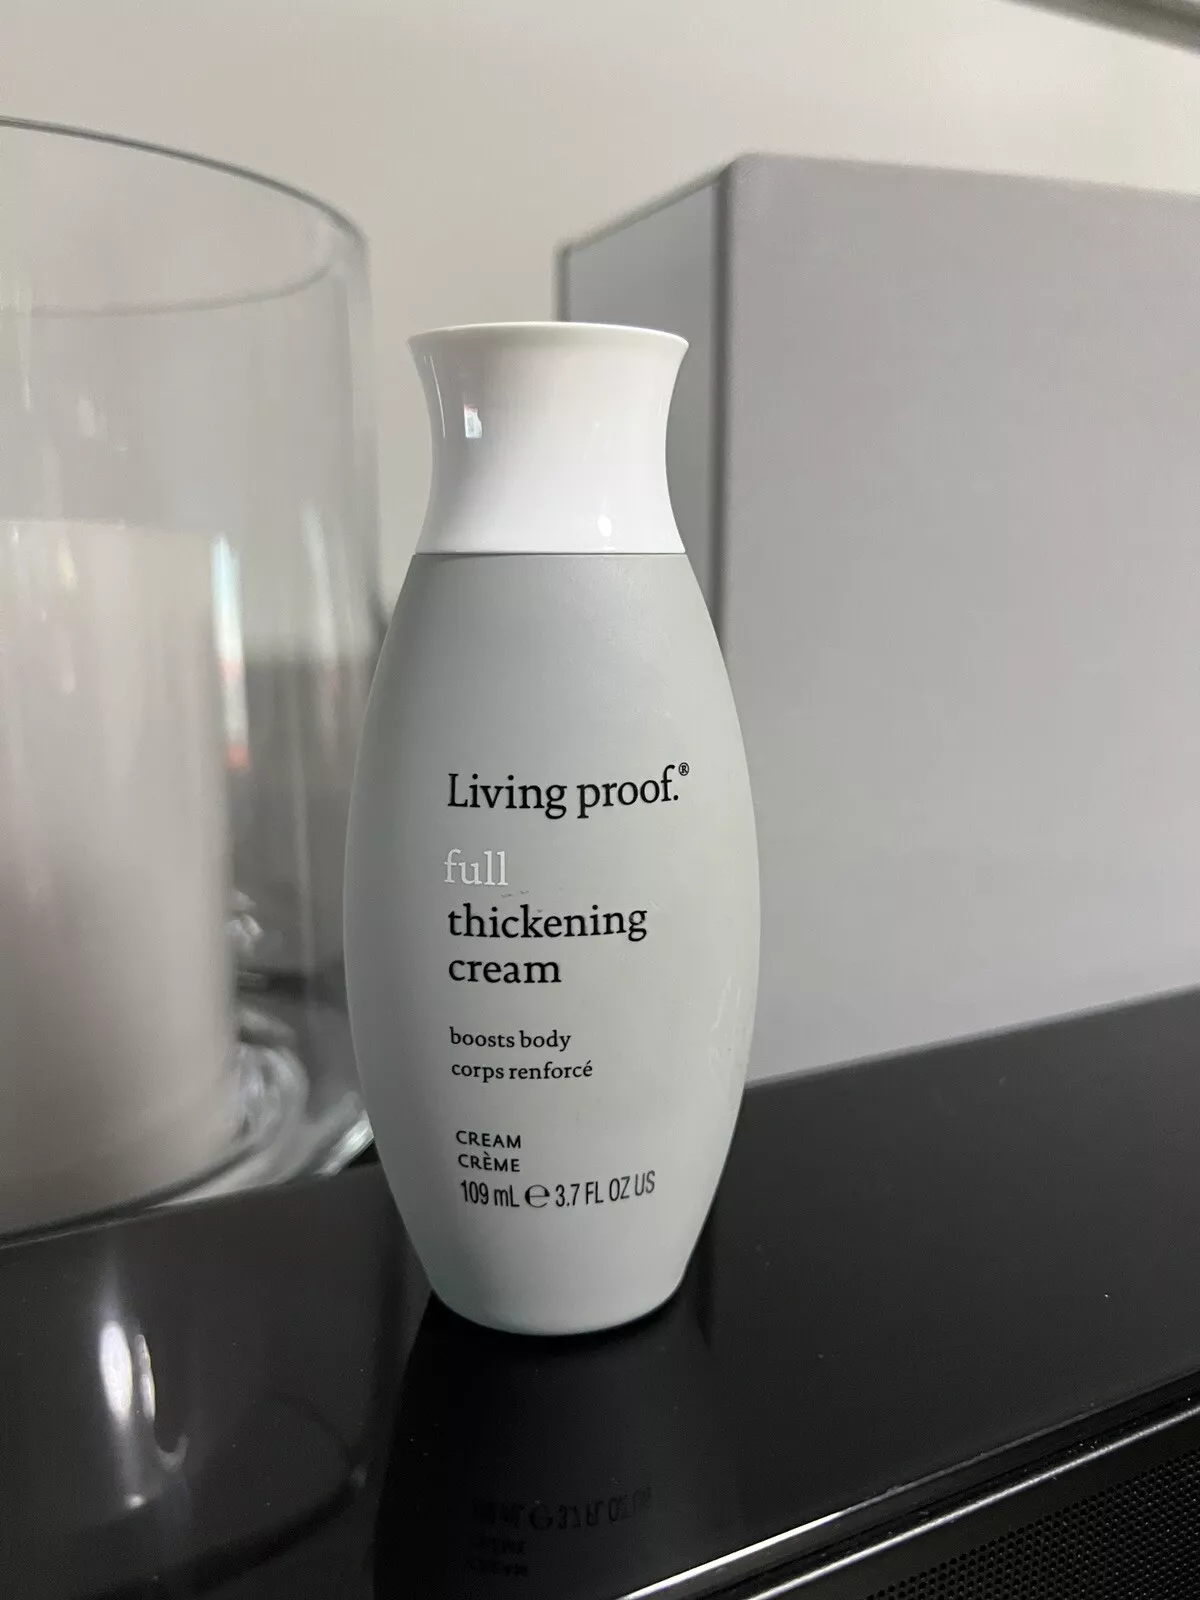 Living proof.®
full
thickening
cream
boosts body
corps renforcé
CREAM
CRÈME
109 mL ℮ 3.7 FL OZ US